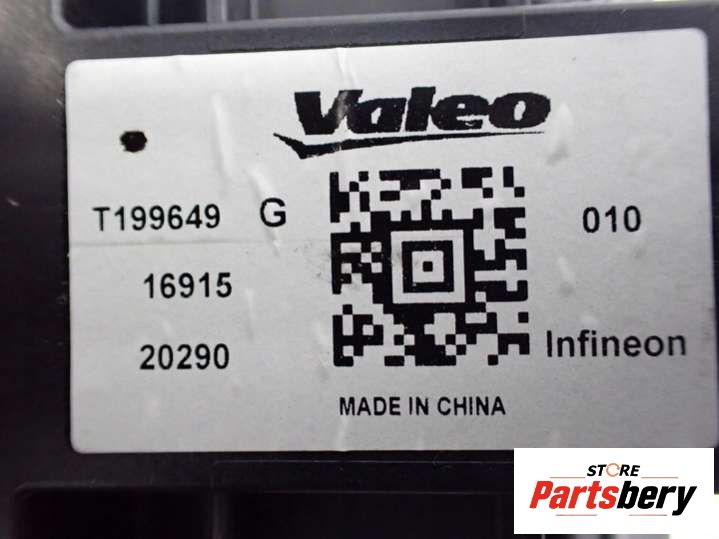 Valeo
T199649 G 010
16915
20290 Infineon
MADE IN CHINA
STORE
Partsbery